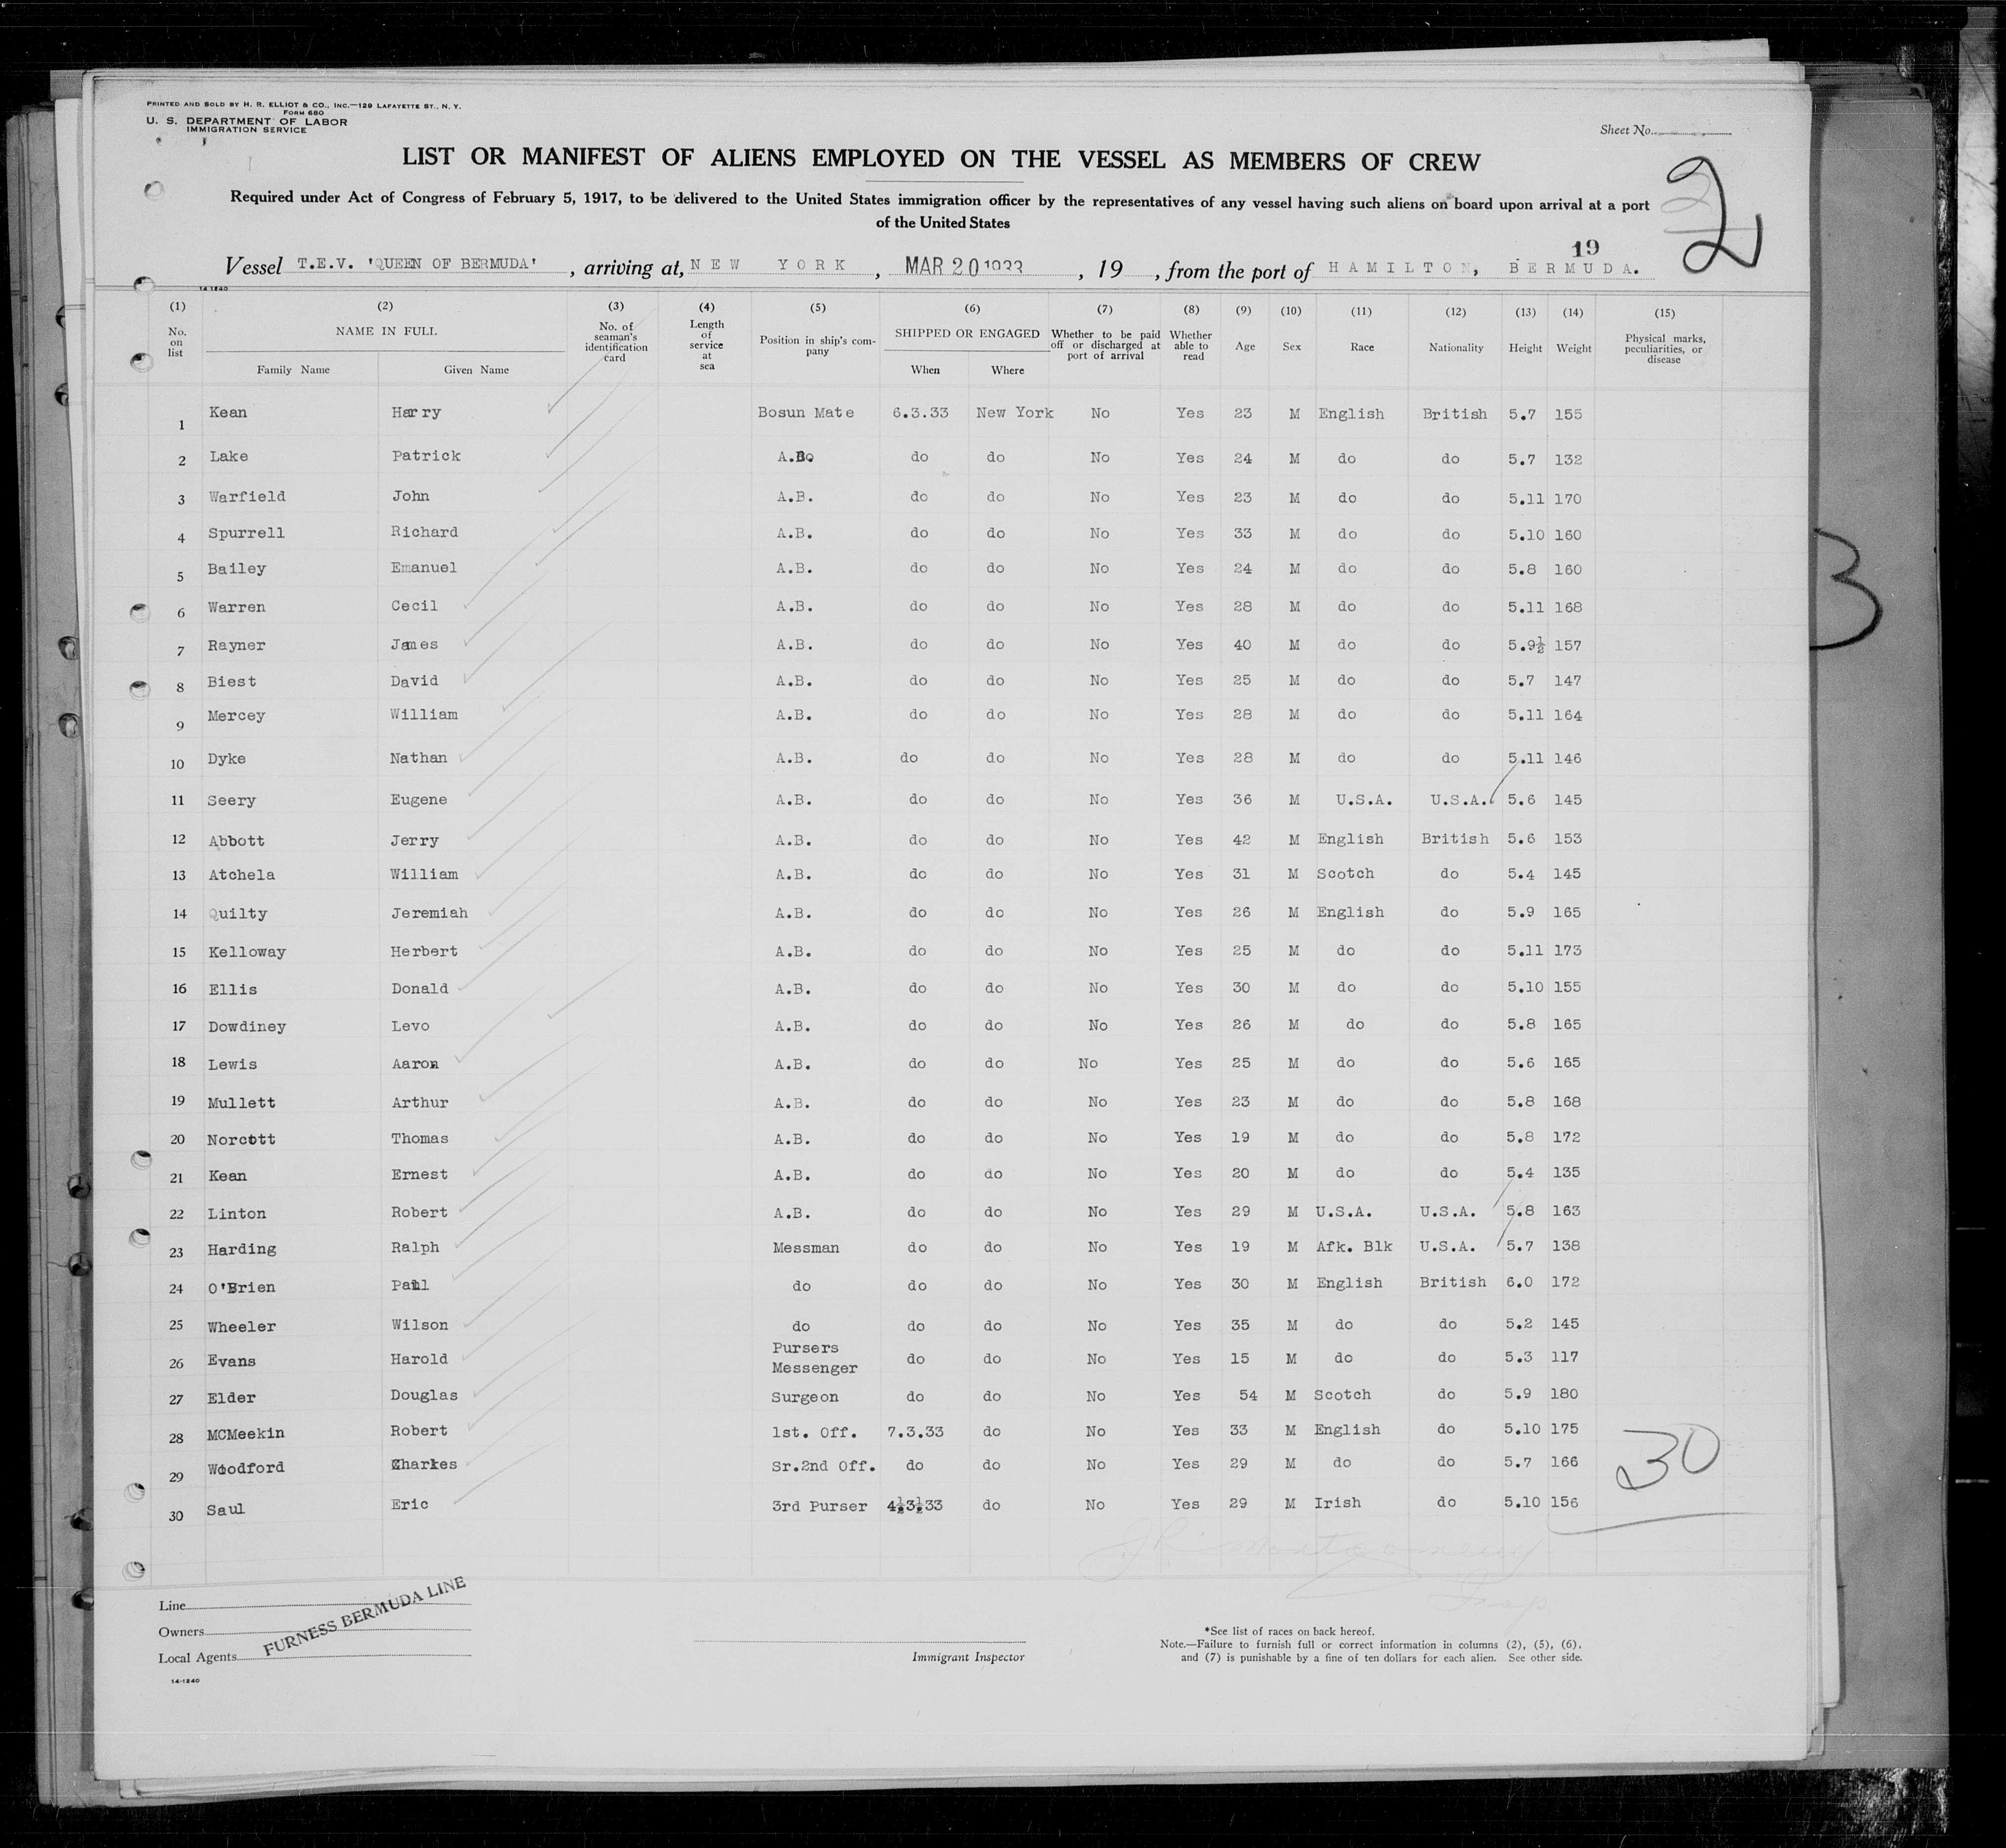 PRINTED AND SOLD BY H. R. ELLIOT & CO., INC.—129 LAFAYETTE ST., N. Y.
FORM 680
U. S. DEPARTMENT OF LABOR
IMMIGRATION SERVICE
Sheet No.
LIST OR MANIFEST OF ALIENS EMPLOYED ON THE VESSEL AS MEMBERS OF CREW
2
Required under Act of Congress of February 5, 1917, to be delivered to the United States immigration officer by the representatives of any vessel having such aliens on board upon arrival at a port
of the United States
19
Vessel T.E.V. 'QUEEN OF BERMUDA' , arriving at, NEW YORK , MAR 20 1933 , 19 , from the port of HAMILTON, BERMUDA.
14-1240
(1) (2) (3) (4) (5) (6) (7) (8) (9) (10) (11) (12) (13) (14) (15)
No. on list NAME IN FULL Family Name Given Name No. of seaman's identification card Length of service at sea Position in ship's company SHIPPED OR ENGAGED When Where Whether to be paid off or discharged at port of arrival Whether able to read Age Sex Race Nationality Height Weight Physical marks, peculiarities, or disease
1 Kean Harry Bosun Mate 6.3.33 New York No Yes 23 M English British 5.7 155
2 Lake Patrick A.B. do do No Yes 24 M do do 5.7 132
3 Warfield John A.B. do do No Yes 23 M do do 5.11 170
4 Spurrell Richard A.B. do do No Yes 33 M do do 5.10 160
5 Bailey Emanuel A.B. do do No Yes 24 M do do 5.8 160
6 Warren Cecil A.B. do do No Yes 28 M do do 5.11 168
7 Rayner James A.B. do do No Yes 40 M do do 5.9½ 157
8 Biest David A.B. do do No Yes 25 M do do 5.7 147
9 Mercey William A.B. do do No Yes 28 M do do 5.11 164
10 Dyke Nathan A.B. do do No Yes 28 M do do 5.11 146
11 Seery Eugene A.B. do do No Yes 36 M U.S.A. U.S.A. 5.6 145
12 Abbott Jerry A.B. do do No Yes 42 M English British 5.6 153
13 Atchela William A.B. do do No Yes 31 M Scotch do 5.4 145
14 Quilty Jeremiah A.B. do do No Yes 26 M English do 5.9 165
15 Kelloway Herbert A.B. do do No Yes 25 M do do 5.11 173
16 Ellis Donald A.B. do do No Yes 30 M do do 5.10 155
17 Dowdiney Levo A.B. do do No Yes 26 M do do 5.8 165
18 Lewis Aaron A.B. do do No Yes 25 M do do 5.6 165
19 Mullett Arthur A.B. do do No Yes 23 M do do 5.8 168
20 Norcott Thomas A.B. do do No Yes 19 M do do 5.8 172
21 Kean Ernest A.B. do do No Yes 20 M do do 5.4 135
22 Linton Robert A.B. do do No Yes 29 M U.S.A. U.S.A. 5.8 163
23 Harding Ralph Messman do do No Yes 19 M Afk. Blk U.S.A. 5.7 138
24 O'Brien Paul do do do No Yes 30 M English British 6.0 172
25 Wheeler Wilson do do do No Yes 35 M do do 5.2 145
26 Evans Harold Pursers Messenger do do No Yes 15 M do do 5.3 117
27 Elder Douglas Surgeon do do No Yes 54 M Scotch do 5.9 180
28 MCMeekin Robert 1st. Off. 7.3.33 do No Yes 33 M English do 5.10 175
29 Woodford Charles Sr.2nd Off. do do No Yes 29 M do do 5.7 166
30 Saul Eric 3rd Purser 4.3.33 do No Yes 29 M Irish do 5.10 156
30
3
Line
Owners
Local Agents
FURNESS BERMUDA LINE
14-1240
Immigrant Inspector
*See list of races on back hereof.
Note.—Failure to furnish full or correct information in columns (2), (5), (6),
and (7) is punishable by a fine of ten dollars for each alien. See other side.